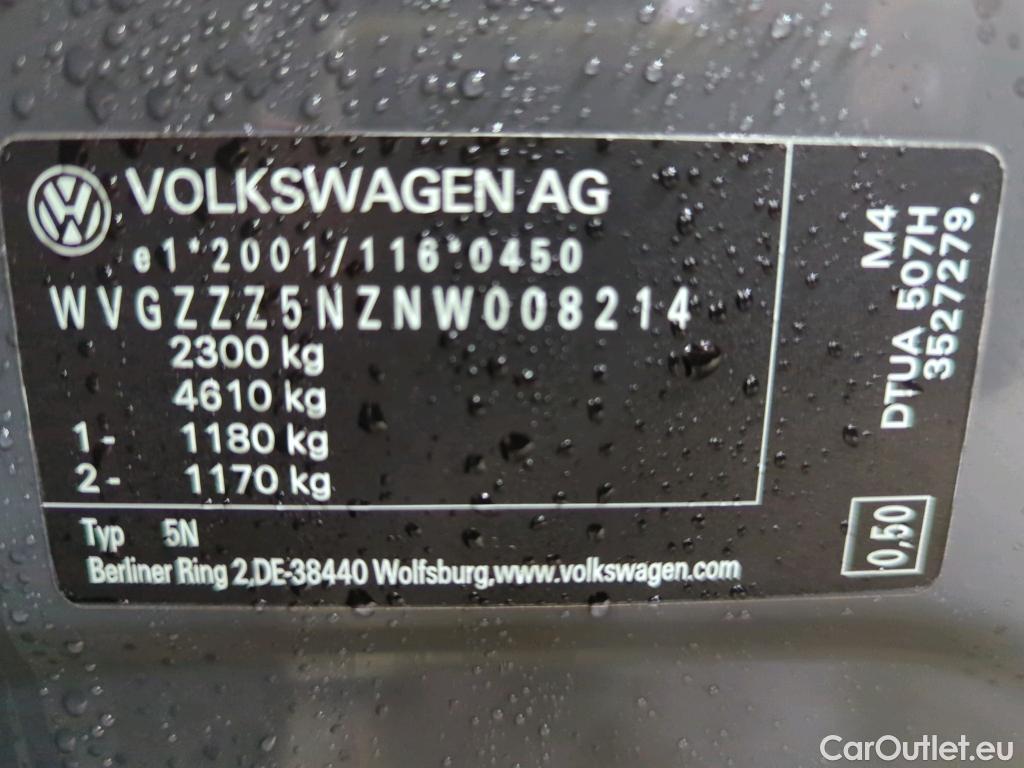 VOLKSWAGEN AG
e1*2001/116*0450
WVGZZZ5NZNW008214
2300 kg
4610 kg
1- 1180 kg
2- 1170 kg
Typ 5N
Berliner Ring 2,DE-38440 Wolfsburg,www.volkswagen.com
M4
DTUA 507H
3527279.
0,50
CarOutlet.eu